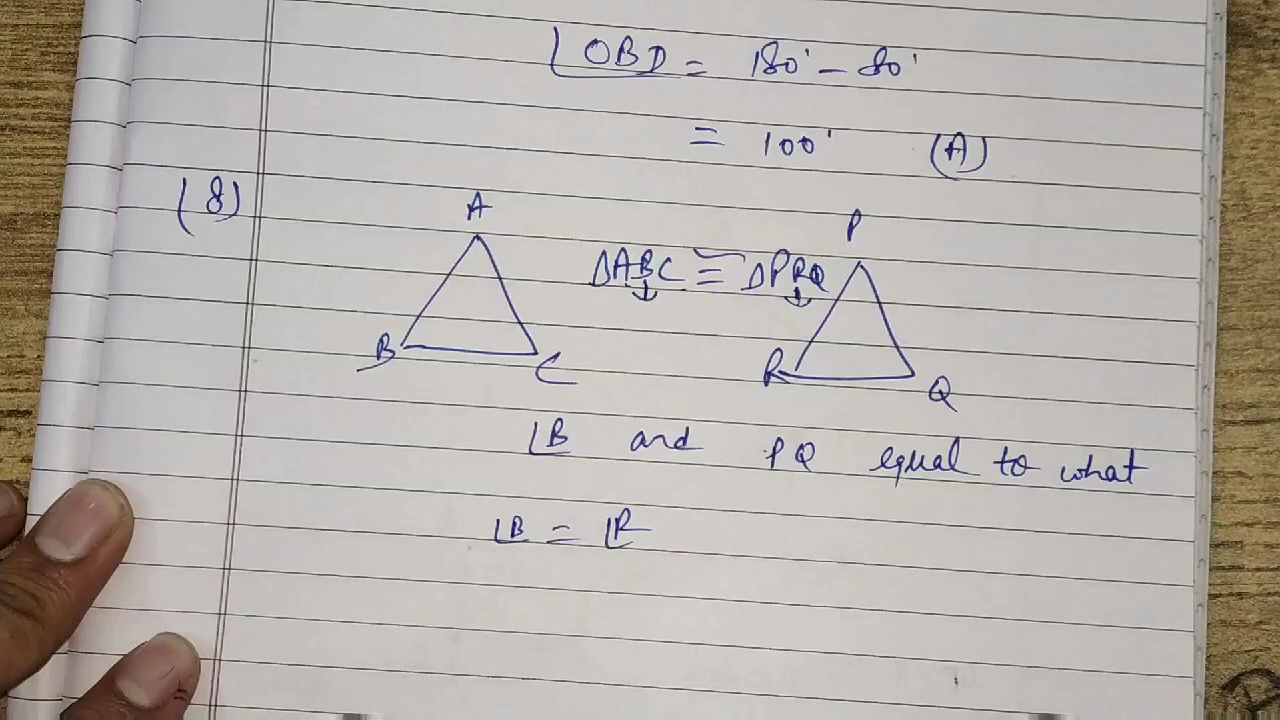 ∠OBD = 180° - 80°
= 100° (A)
(8)
A
P
ΔABC ≅ ΔPRQ
B
C
R
Q
∠B and PQ equal to what
∠B = ∠R